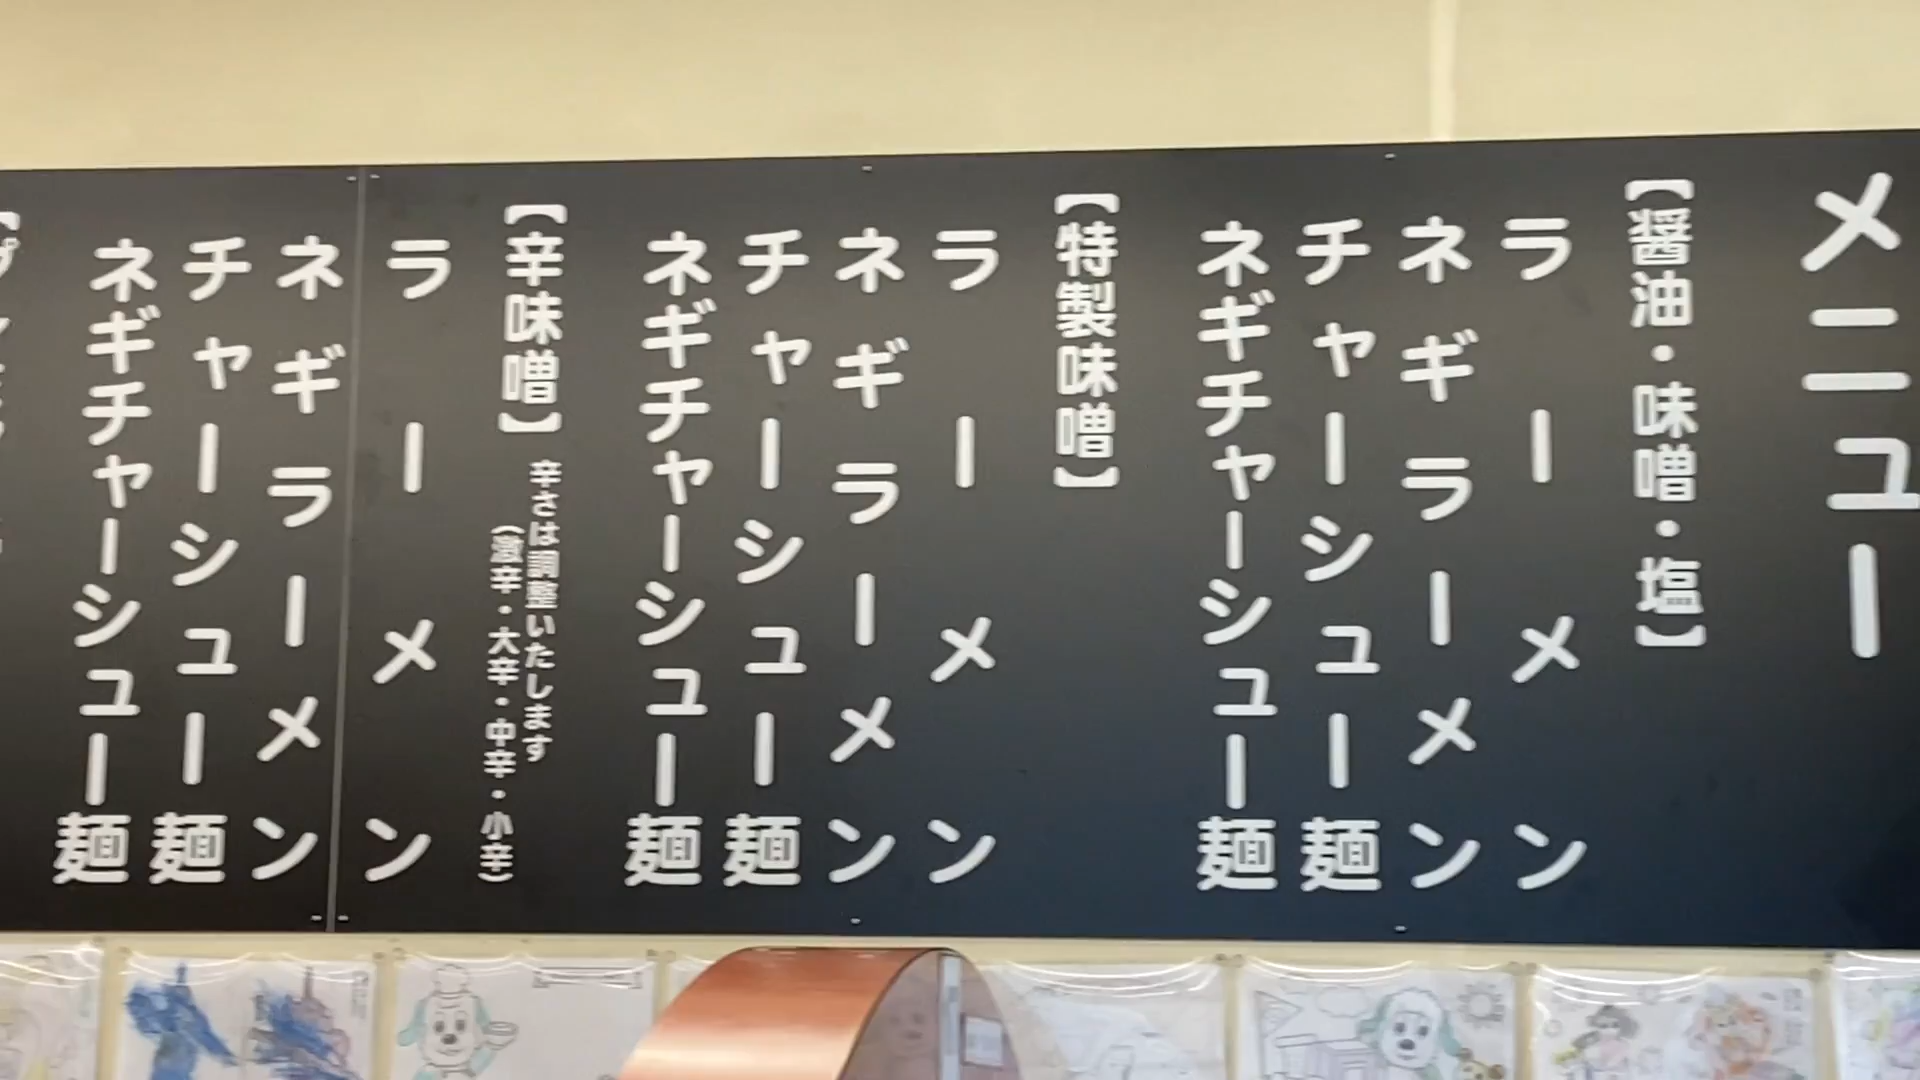 メニュー
【醤油・味噌・塩】
ラーメン
ネギラーメン
チャーシュー麺
ネギチャーシュー麺
【特製味噌】
ラーメン
ネギラーメン
チャーシュー麺
ネギチャーシュー麺
【辛味噌】
辛さは調整いたします
（激辛・大辛・中辛・小辛）
ラーメン
ネギラーメン
チャーシュー麺
ネギチャーシュー麺